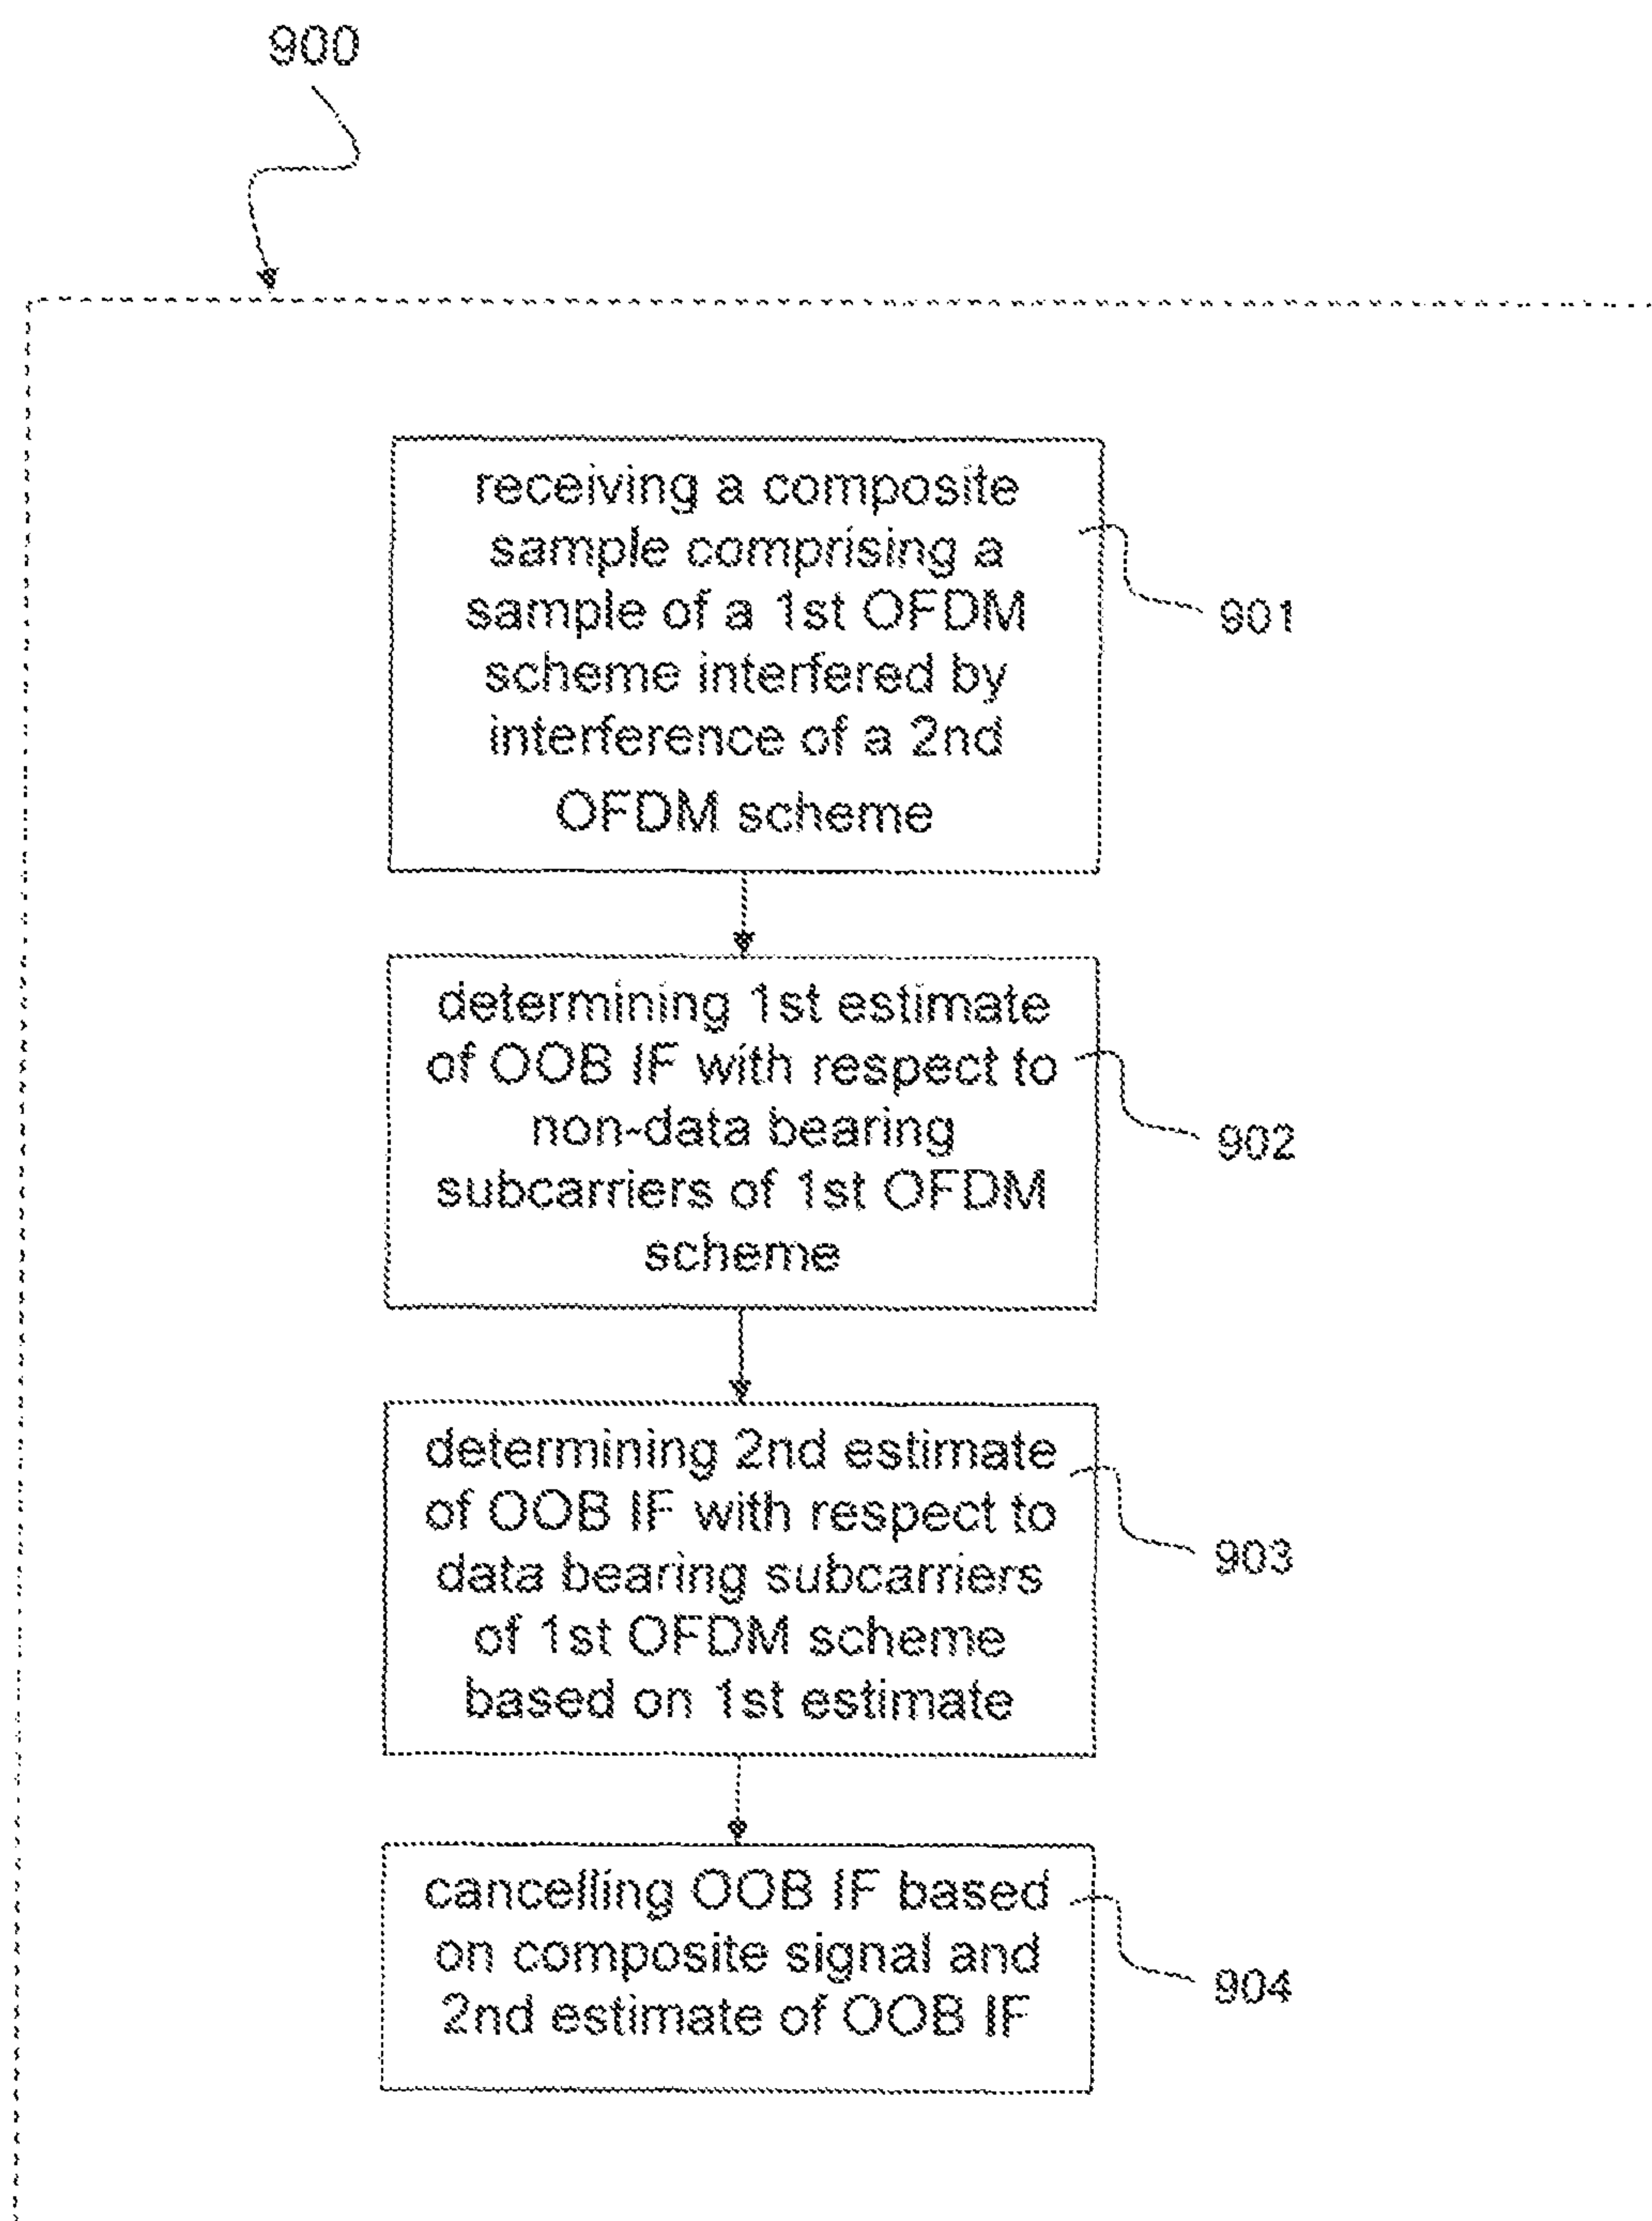 900
receiving a composite
sample comprising a
sample of a 1st OFDM
scheme interfered by
interference of a 2nd
OFDM scheme
901
determining 1st estimate
of OOB IF with respect to
non-data bearing
subcarriers of 1st OFDM
scheme
902
determining 2nd estimate
of OOB IF with respect to
data bearing subcarriers
of 1st OFDM scheme
based on 1st estimate
903
cancelling OOB IF based
on composite signal and
2nd estimate of OOB IF
904